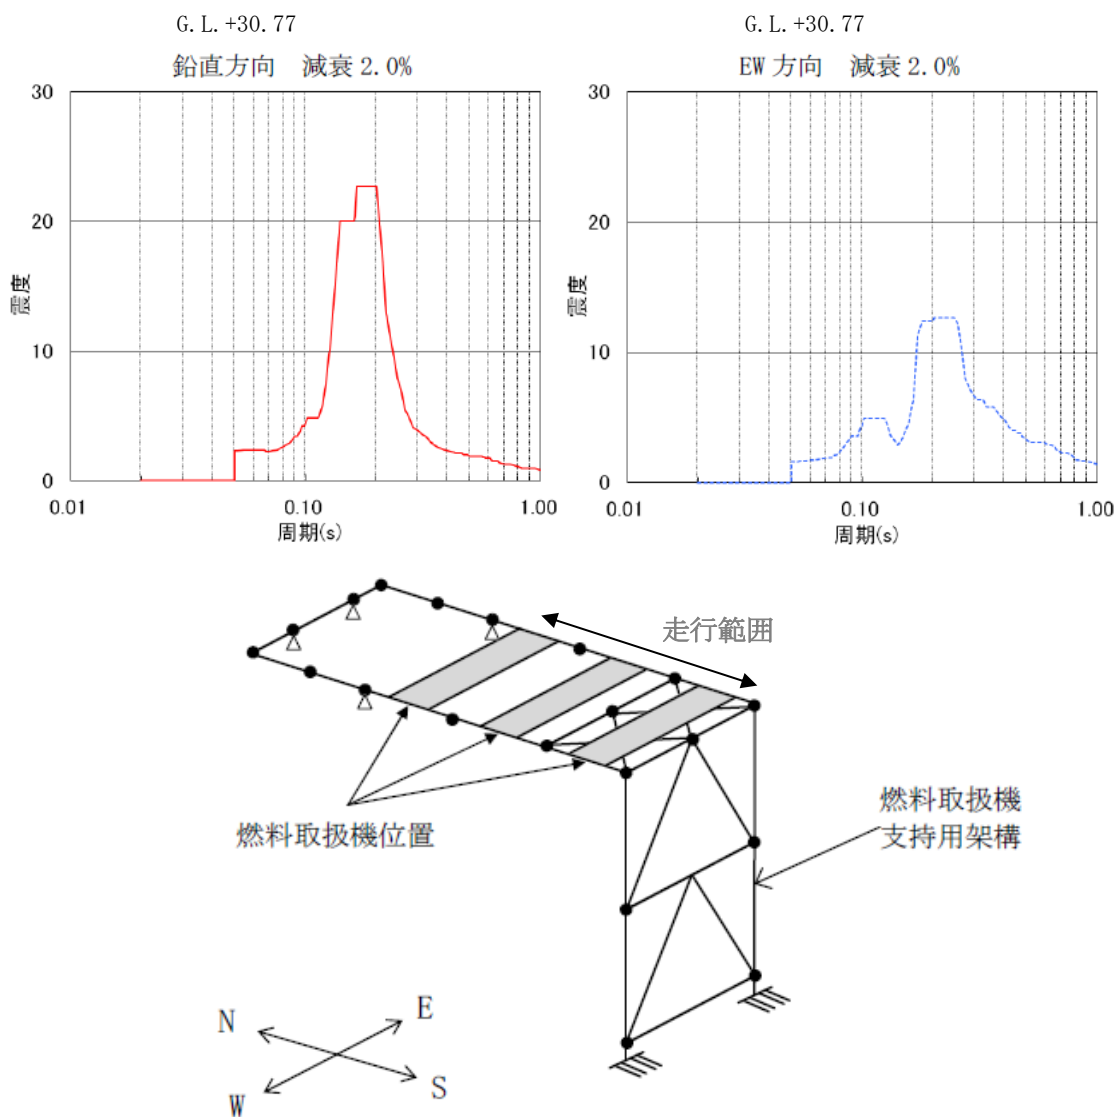 G.L.+30.77
鉛直方向 減衰2.0%
30
20
10
0
震度
0.01
0.10
1.00
周期(s)
G.L.+30.77
EW方向 減衰2.0%
30
20
10
0
震度
0.01
0.10
1.00
周期(s)
走行範囲
燃料取扱機位置
燃料取扱機
支持用架構
N
E
W
S